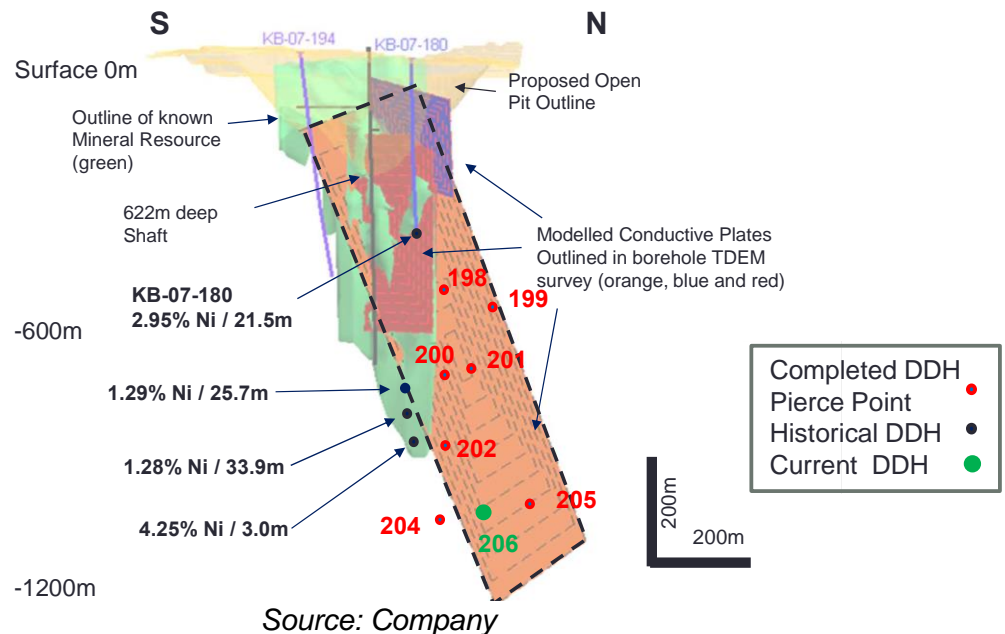 S
N
KB-07-194
KB-07-180
Surface 0m
Proposed Open
Pit Outline
Outline of known
Mineral Resource
(green)
622m deep
Shaft
Modelled Conductive Plates
Outlined in borehole TDEM
survey (orange, blue and red)
KB-07-180
2.95% Ni / 21.5m
198
199
-600m
200
201
1.29% Ni / 25.7m
1.28% Ni / 33.9m
202
4.25% Ni / 3.0m
204
205
206
-1200m
Completed DDH
Pierce Point
Historical DDH
Current DDH
200m
200m
Source: Company